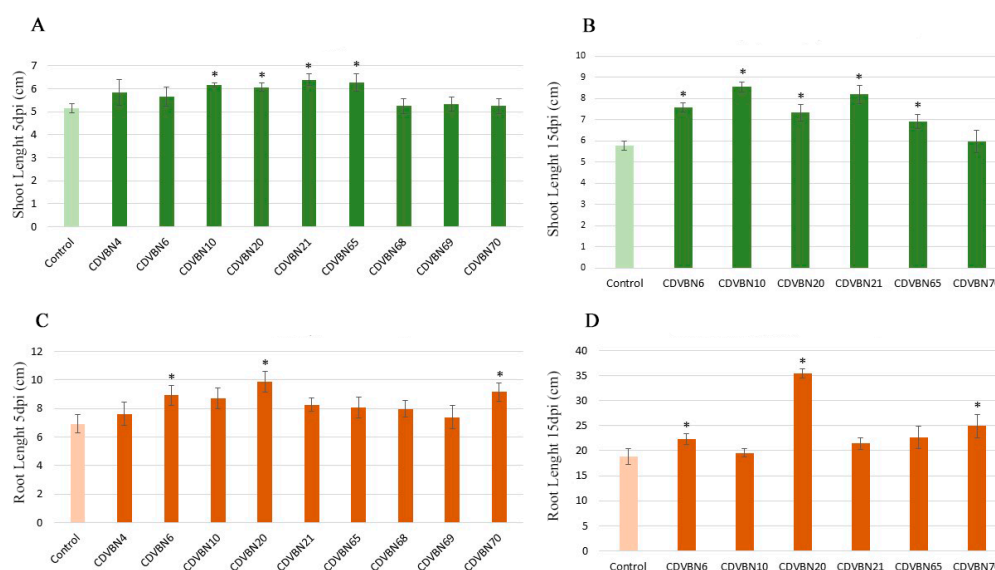 A
Shoot Lenght 5dpi (cm)
7
6
5
4
3
2
1
0
* * * *
Control CDVBN4 CDVBN6 CDVBN10 CDVBN20 CDVBN21 CDVBN65 CDVBN68 CDVBN69 CDVBN70
B
Shoot Lenght 15dpi (cm)
10
9
8
7
6
5
4
3
2
1
0
* * * * *
Control CDVBN6 CDVBN10 CDVBN20 CDVBN21 CDVBN65 CDVBN70
C
Root Lenght 5dpi (cm)
12
10
8
6
4
2
0
* * *
Control CDVBN4 CDVBN6 CDVBN10 CDVBN20 CDVBN21 CDVBN65 CDVBN68 CDVBN69 CDVBN70
D
Root Lenght 15dpi (cm)
40
35
30
25
20
15
10
5
0
* * *
Control CDVBN6 CDVBN10 CDVBN20 CDVBN21 CDVBN65 CDVBN70